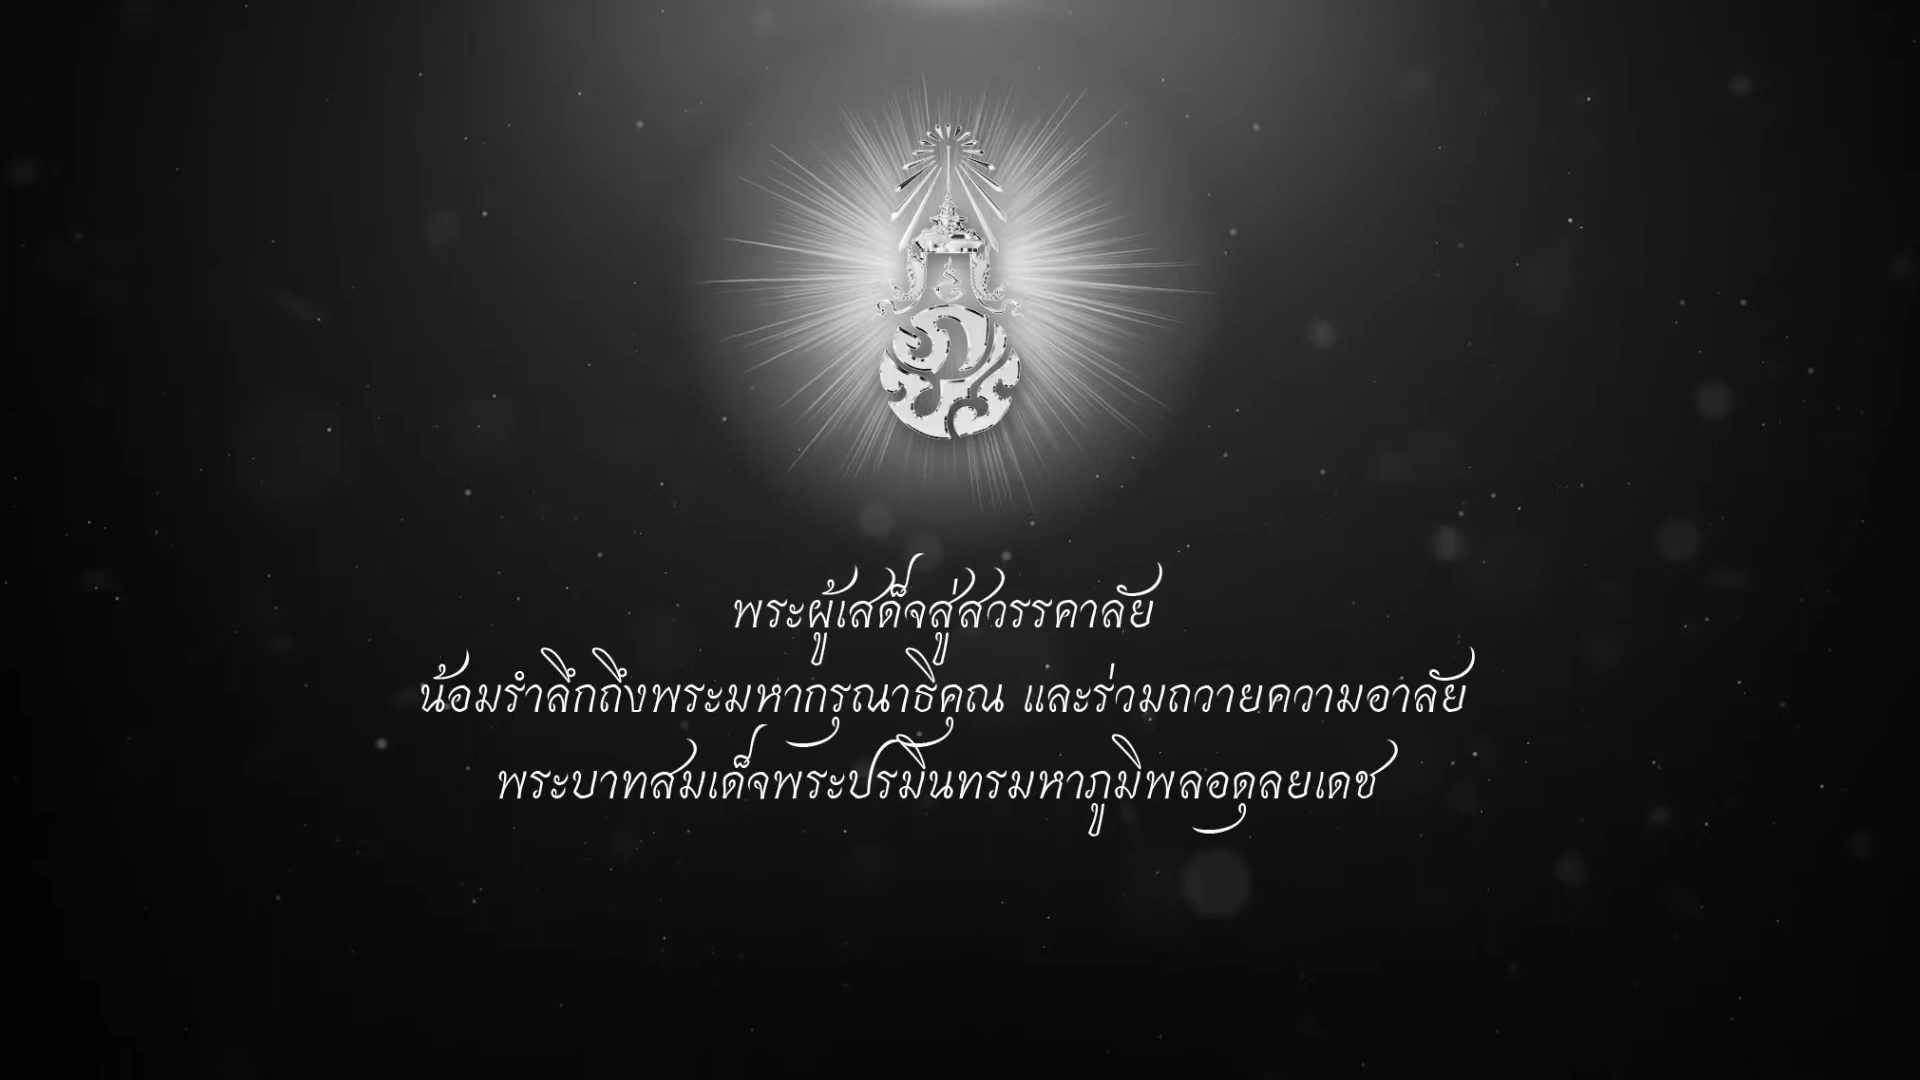 พระผู้เสด็จสู่สวรรคาลัย
น้อมรำลึกถึงพระมหากรุณาธิคุณ และร่วมถวายความอาลัย
พระบาทสมเด็จพระปรมินทรมหาภูมิพลอดุลยเดช